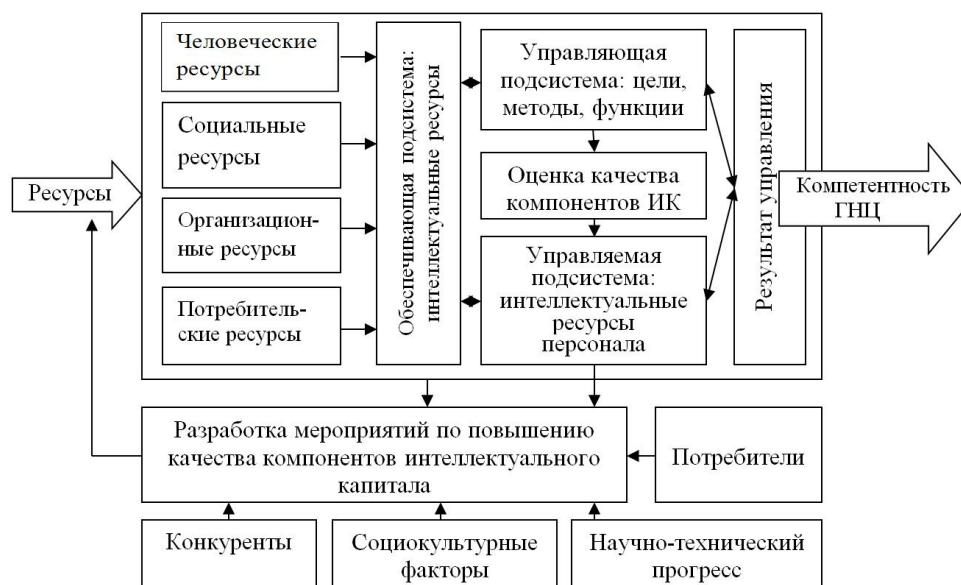 Ресурсы
Человеческие
ресурсы
Социальные
ресурсы
Организацион-
ные ресурсы
Потребитель-
ские ресурсы
Обеспечивающая подсистема:
интеллектуальные ресурсы
Управляющая
подсистема: цели,
методы, функции
Оценка качества
компонентов ИК
Управляемая
подсистема:
интеллектуальные
ресурсы
персонала
Результат управления
Компетентность
ГНЦ
Разработка мероприятий по повышению
качества компонентов интеллектуального
капитала
Потребители
Конкуренты
Социокультурные
факторы
Научно-технический
прогресс